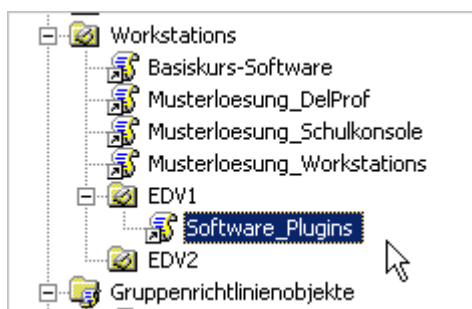 Workstations
Basiskurs-Software
Musterloesung_DelProf
Musterloesung_Schulkonsole
Musterloesung_Workstations
EDV1
Software_Plugins
EDV2
Gruppenrichtlinienobjekte